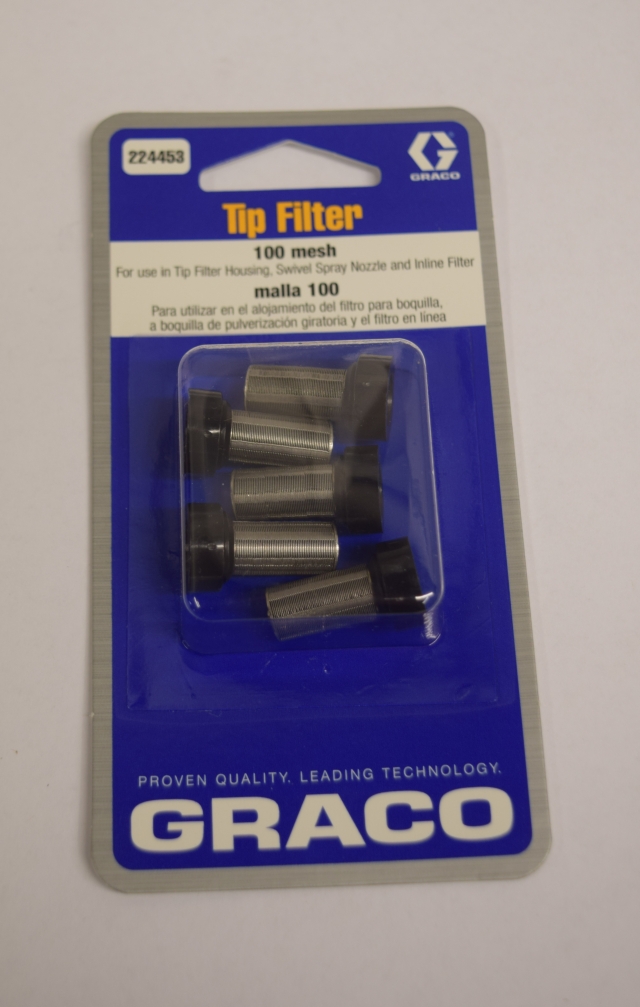 224453
GRACO
Tip Filter
100 mesh
For use in Tip Filter Housing, Swivel Spray Nozzle and Inline Filter
malla 100
Para utilizar en el alojamiento del filtro para boquilla,
a boquilla de pulverización giratoria y el filtro en línea
PROVEN QUALITY. LEADING TECHNOLOGY.
GRACO